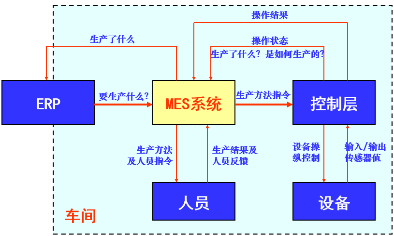 操作结果
生产了什么
操作状态
生产了什么？是如何生产的？
ERP
要生产什么？
MES系统
生产方法指令
控制层
生产方法
及人员指令
生产结果及
人员反馈
设备操
纵控制
输入/输出
传感器值
人员
设备
车间